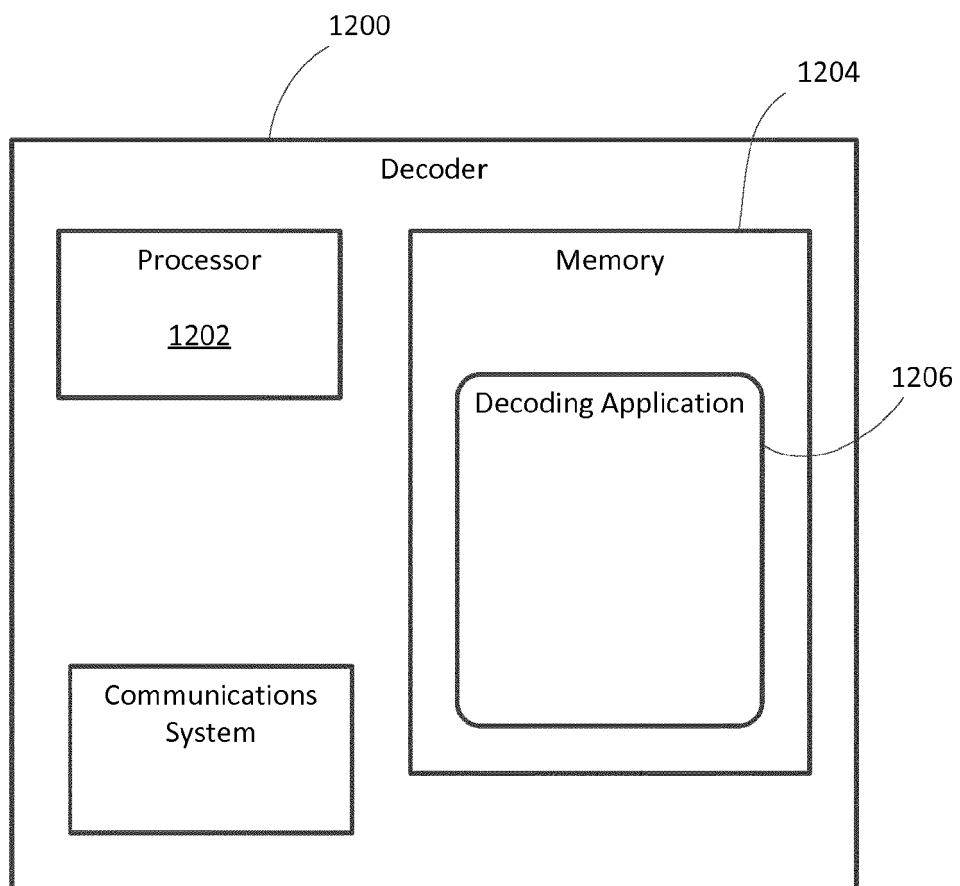 1200
1204
Decoder
Processor
Memory
1202
1206
Decoding Application
Communications
System